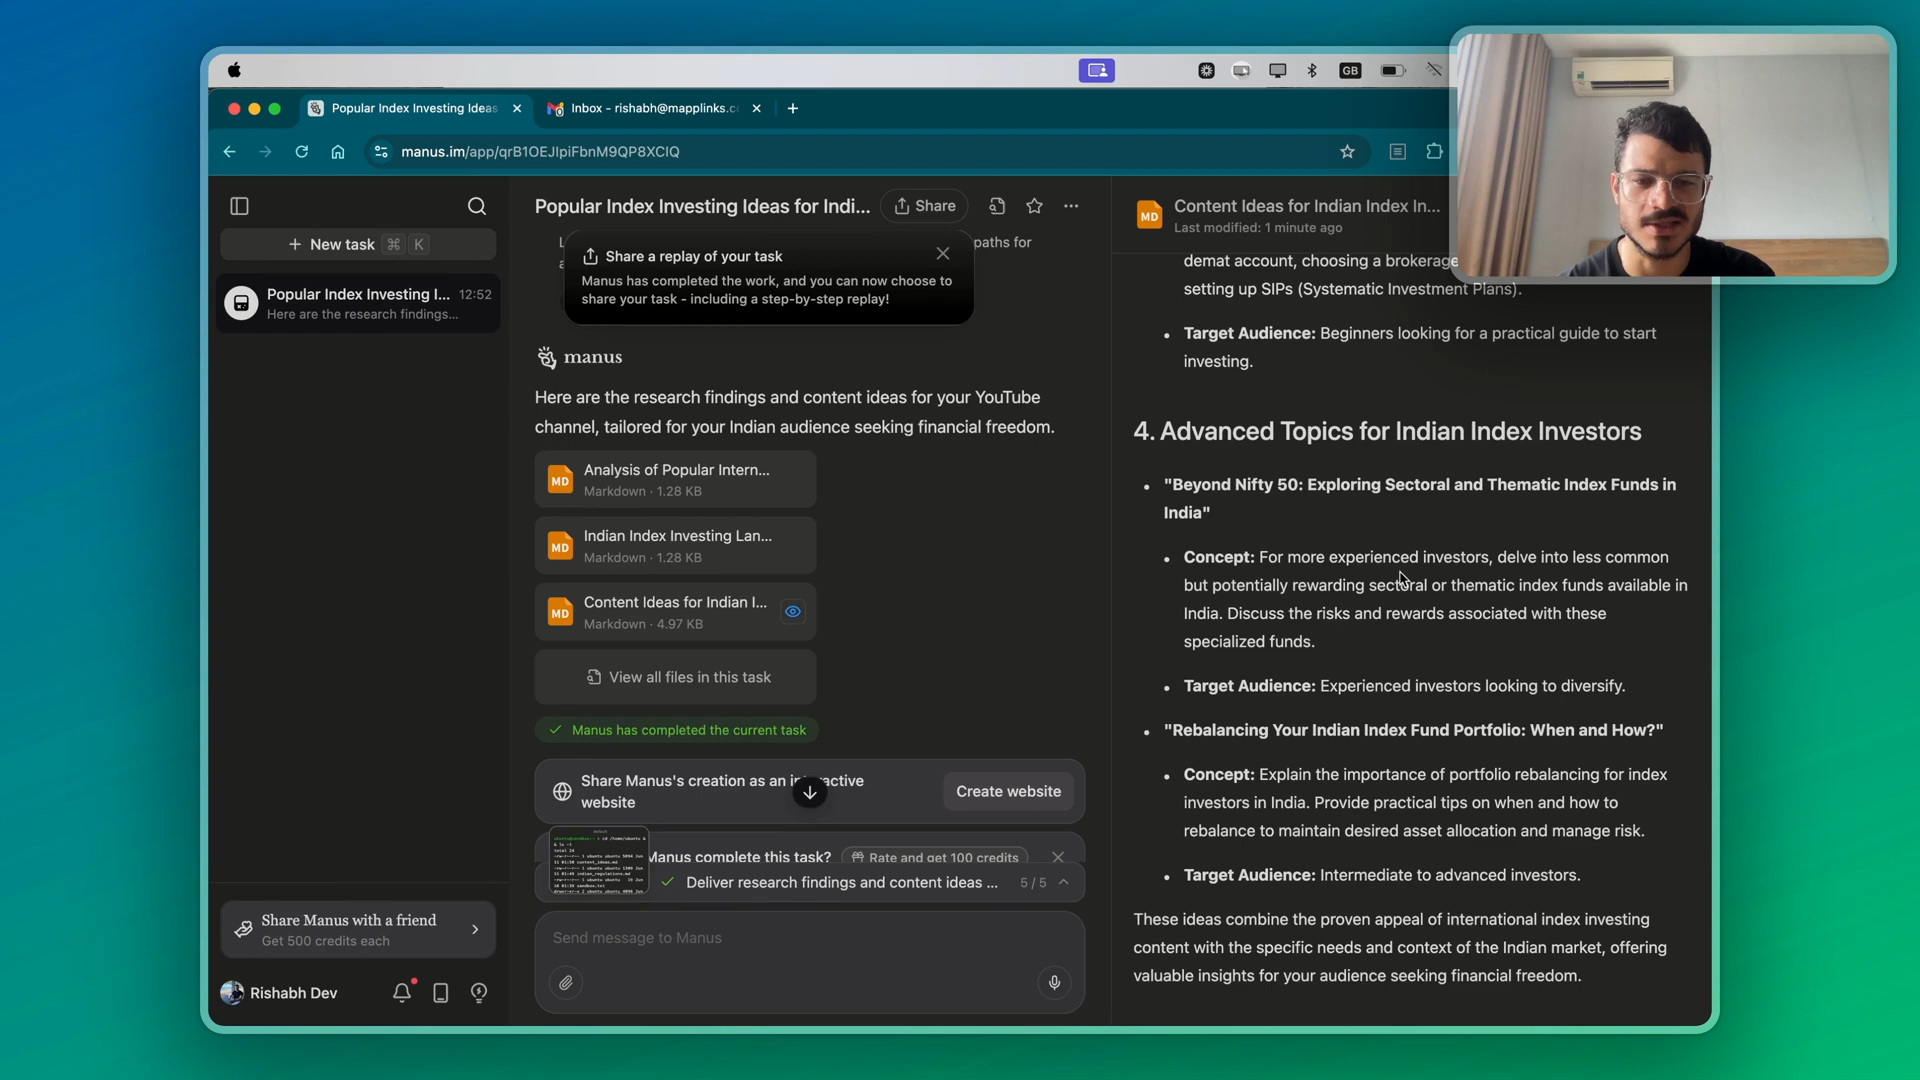 GB
Popular Index Investing Ideas
Inbox - rishabh@mapplinks.c
manus.im/app/qrB1OEJIpiFbnM9QP8XCIQ
New task ⌘ K
Popular Index Investing I... 12:52
Here are the research findings...
Share Manus with a friend
Get 500 credits each
Rishabh Dev
Popular Index Investing Ideas for Indi...
Share
paths for
Share a replay of your task
Manus has completed the work, and you can now choose to
share your task - including a step-by-step replay!
manus
Here are the research findings and content ideas for your YouTube
channel, tailored for your Indian audience seeking financial freedom.
MD
Analysis of Popular Intern...
Markdown · 1.28 KB
MD
Indian Index Investing Lan...
Markdown · 1.28 KB
MD
Content Ideas for Indian I...
Markdown · 4.97 KB
View all files in this task
Manus has completed the current task
Share Manus's creation as an
website
Create website
Manus complete this task?
Rate and get 100 credits
Deliver research findings and content ideas ... 5 / 5
Send message to Manus
MD
Content Ideas for Indian Index In...
Last modified: 1 minute ago
demat account, choosing a brokerage
setting up SIPs (Systematic Investment Plans).
• Target Audience: Beginners looking for a practical guide to start
investing.
4. Advanced Topics for Indian Index Investors
• "Beyond Nifty 50: Exploring Sectoral and Thematic Index Funds in
India"
• Concept: For more experienced investors, delve into less common
but potentially rewarding sectoral or thematic index funds available in
India. Discuss the risks and rewards associated with these
specialized funds.
• Target Audience: Experienced investors looking to diversify.
• "Rebalancing Your Indian Index Fund Portfolio: When and How?"
• Concept: Explain the importance of portfolio rebalancing for index
investors in India. Provide practical tips on when and how to
rebalance to maintain desired asset allocation and manage risk.
• Target Audience: Intermediate to advanced investors.
These ideas combine the proven appeal of international index investing
content with the specific needs and context of the Indian market, offering
valuable insights for your audience seeking financial freedom.